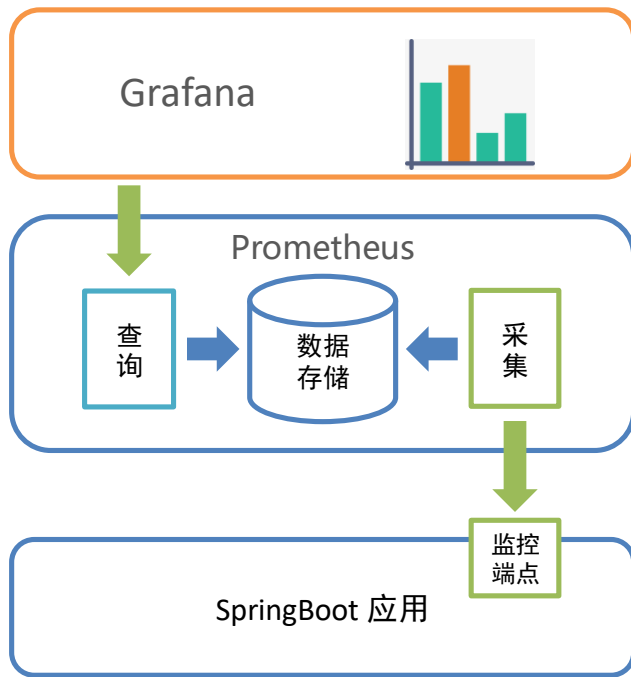 Grafana
Prometheus
查
询
数据
存储
采
集
监控
端点
SpringBoot 应用